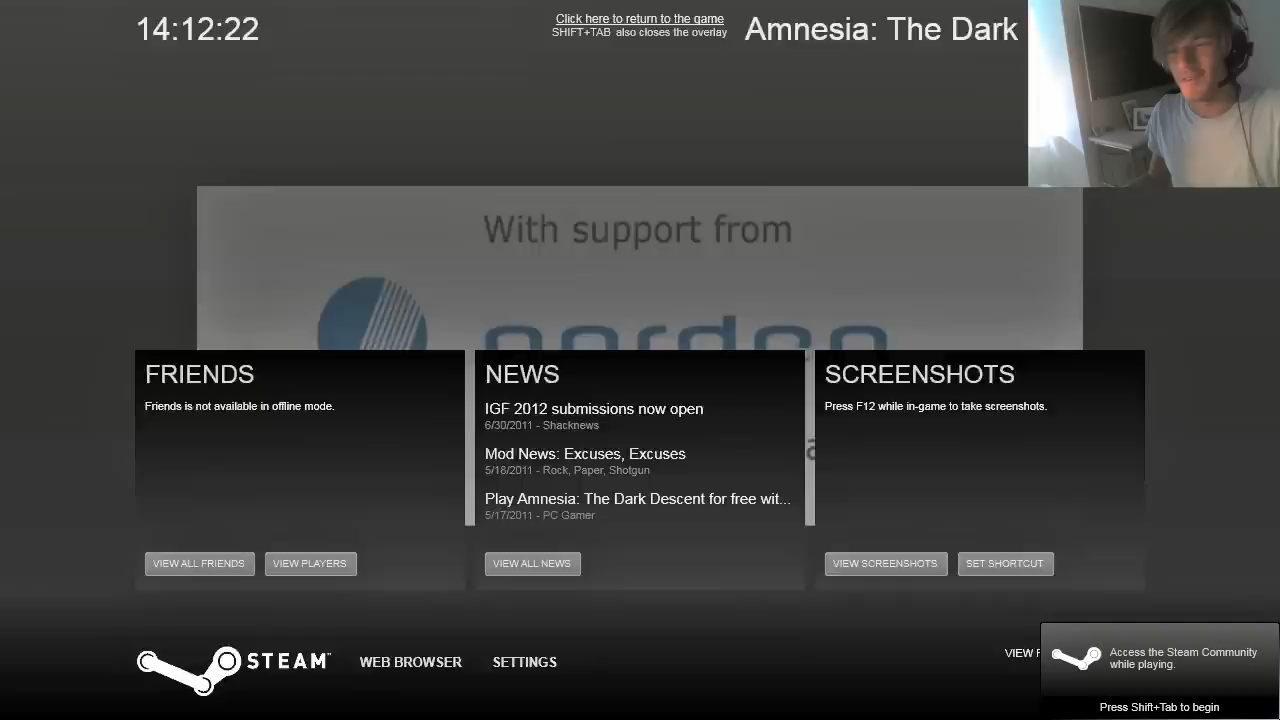 14:12:22
Click here to return to the game
SHIFT+TAB also closes the overlay
Amnesia: The Dark
With support from
norden
FRIENDS
Friends is not available in offline mode.
VIEW ALL FRIENDS
VIEW PLAYERS
NEWS
IGF 2012 submissions now open
6/30/2011 - Shacknews
Mod News: Excuses, Excuses
5/18/2011 - Rock, Paper, Shotgun
Play Amnesia: The Dark Descent for free wit...
5/17/2011 - PC Gamer
VIEW ALL NEWS
SCREENSHOTS
Press F12 while in-game to take screenshots.
VIEW SCREENSHOTS
SET SHORTCUT
STEAM™
WEB BROWSER
SETTINGS
VIEW
Access the Steam Community
while playing.
Press Shift+Tab to begin